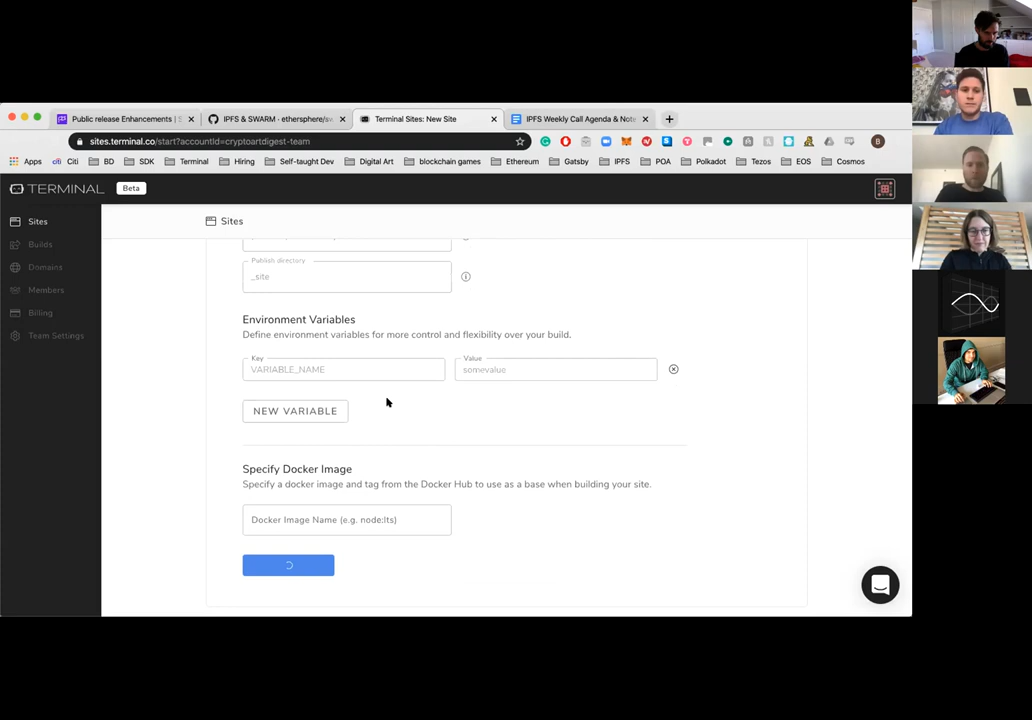 Public release Enhancements | S
IPFS & SWARM · ethersphere/sw
Terminal Sites: New Site
IPFS Weekly Call Agenda & Note
sites.terminal.co/start?accountId=cryptoartdigest-team
B
Apps
citi Citi
BD
SDK
Terminal
Hiring
Self-taught Dev
Digital Art
blockchain games
Ethereum
Gatsby
IPFS
POA
Polkadot
Tezos
EOS
Cosmos
TERMINAL
Beta
Sites
Builds
Domains
Members
Billing
Team Settings
Sites
Publish directory
_site
Environment Variables
Define environment variables for more control and flexibility over your build.
Key
VARIABLE_NAME
Value
somevalue
NEW VARIABLE
Specify Docker Image
Specify a docker image and tag from the Docker Hub to use as a base when building your site.
Docker Image Name (e.g. node:lts)